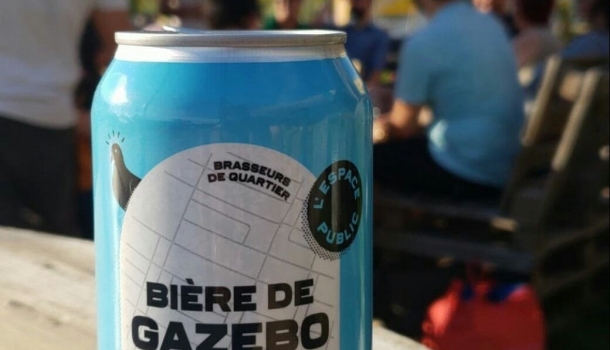 BRASSEURS
DE QUARTIER
L'ESPACE
PUBLIC
BIÈRE DE
GAZEBO